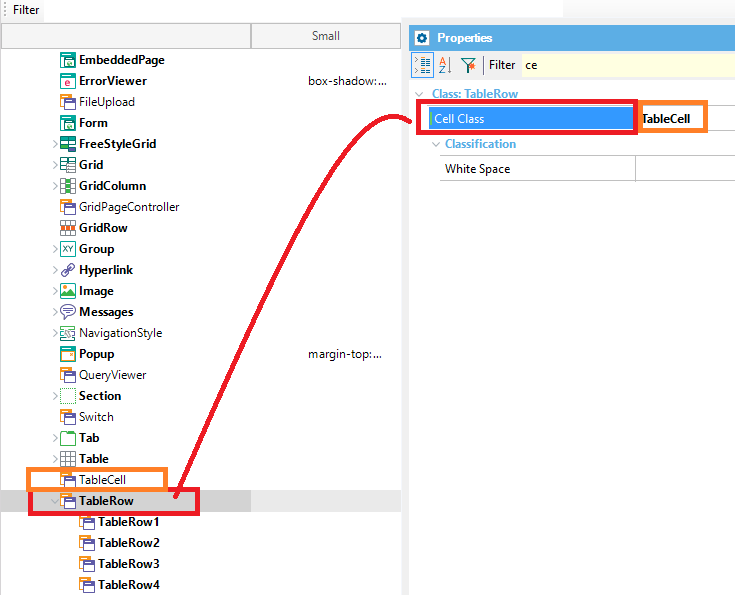 Filter
Small
EmbeddedPage
ErrorViewer box-shadow:...
FileUpload
Form
FreeStyleGrid
Grid
GridColumn
GridPageController
GridRow
Group
Hyperlink
Image
Messages
NavigationStyle
Popup margin-top:...
QueryViewer
Section
Switch
Tab
Table
TableCell
TableRow
TableRow1
TableRow2
TableRow3
TableRow4
Properties
Filter ce
Class: TableRow
Cell Class TableCell
Classification
White Space